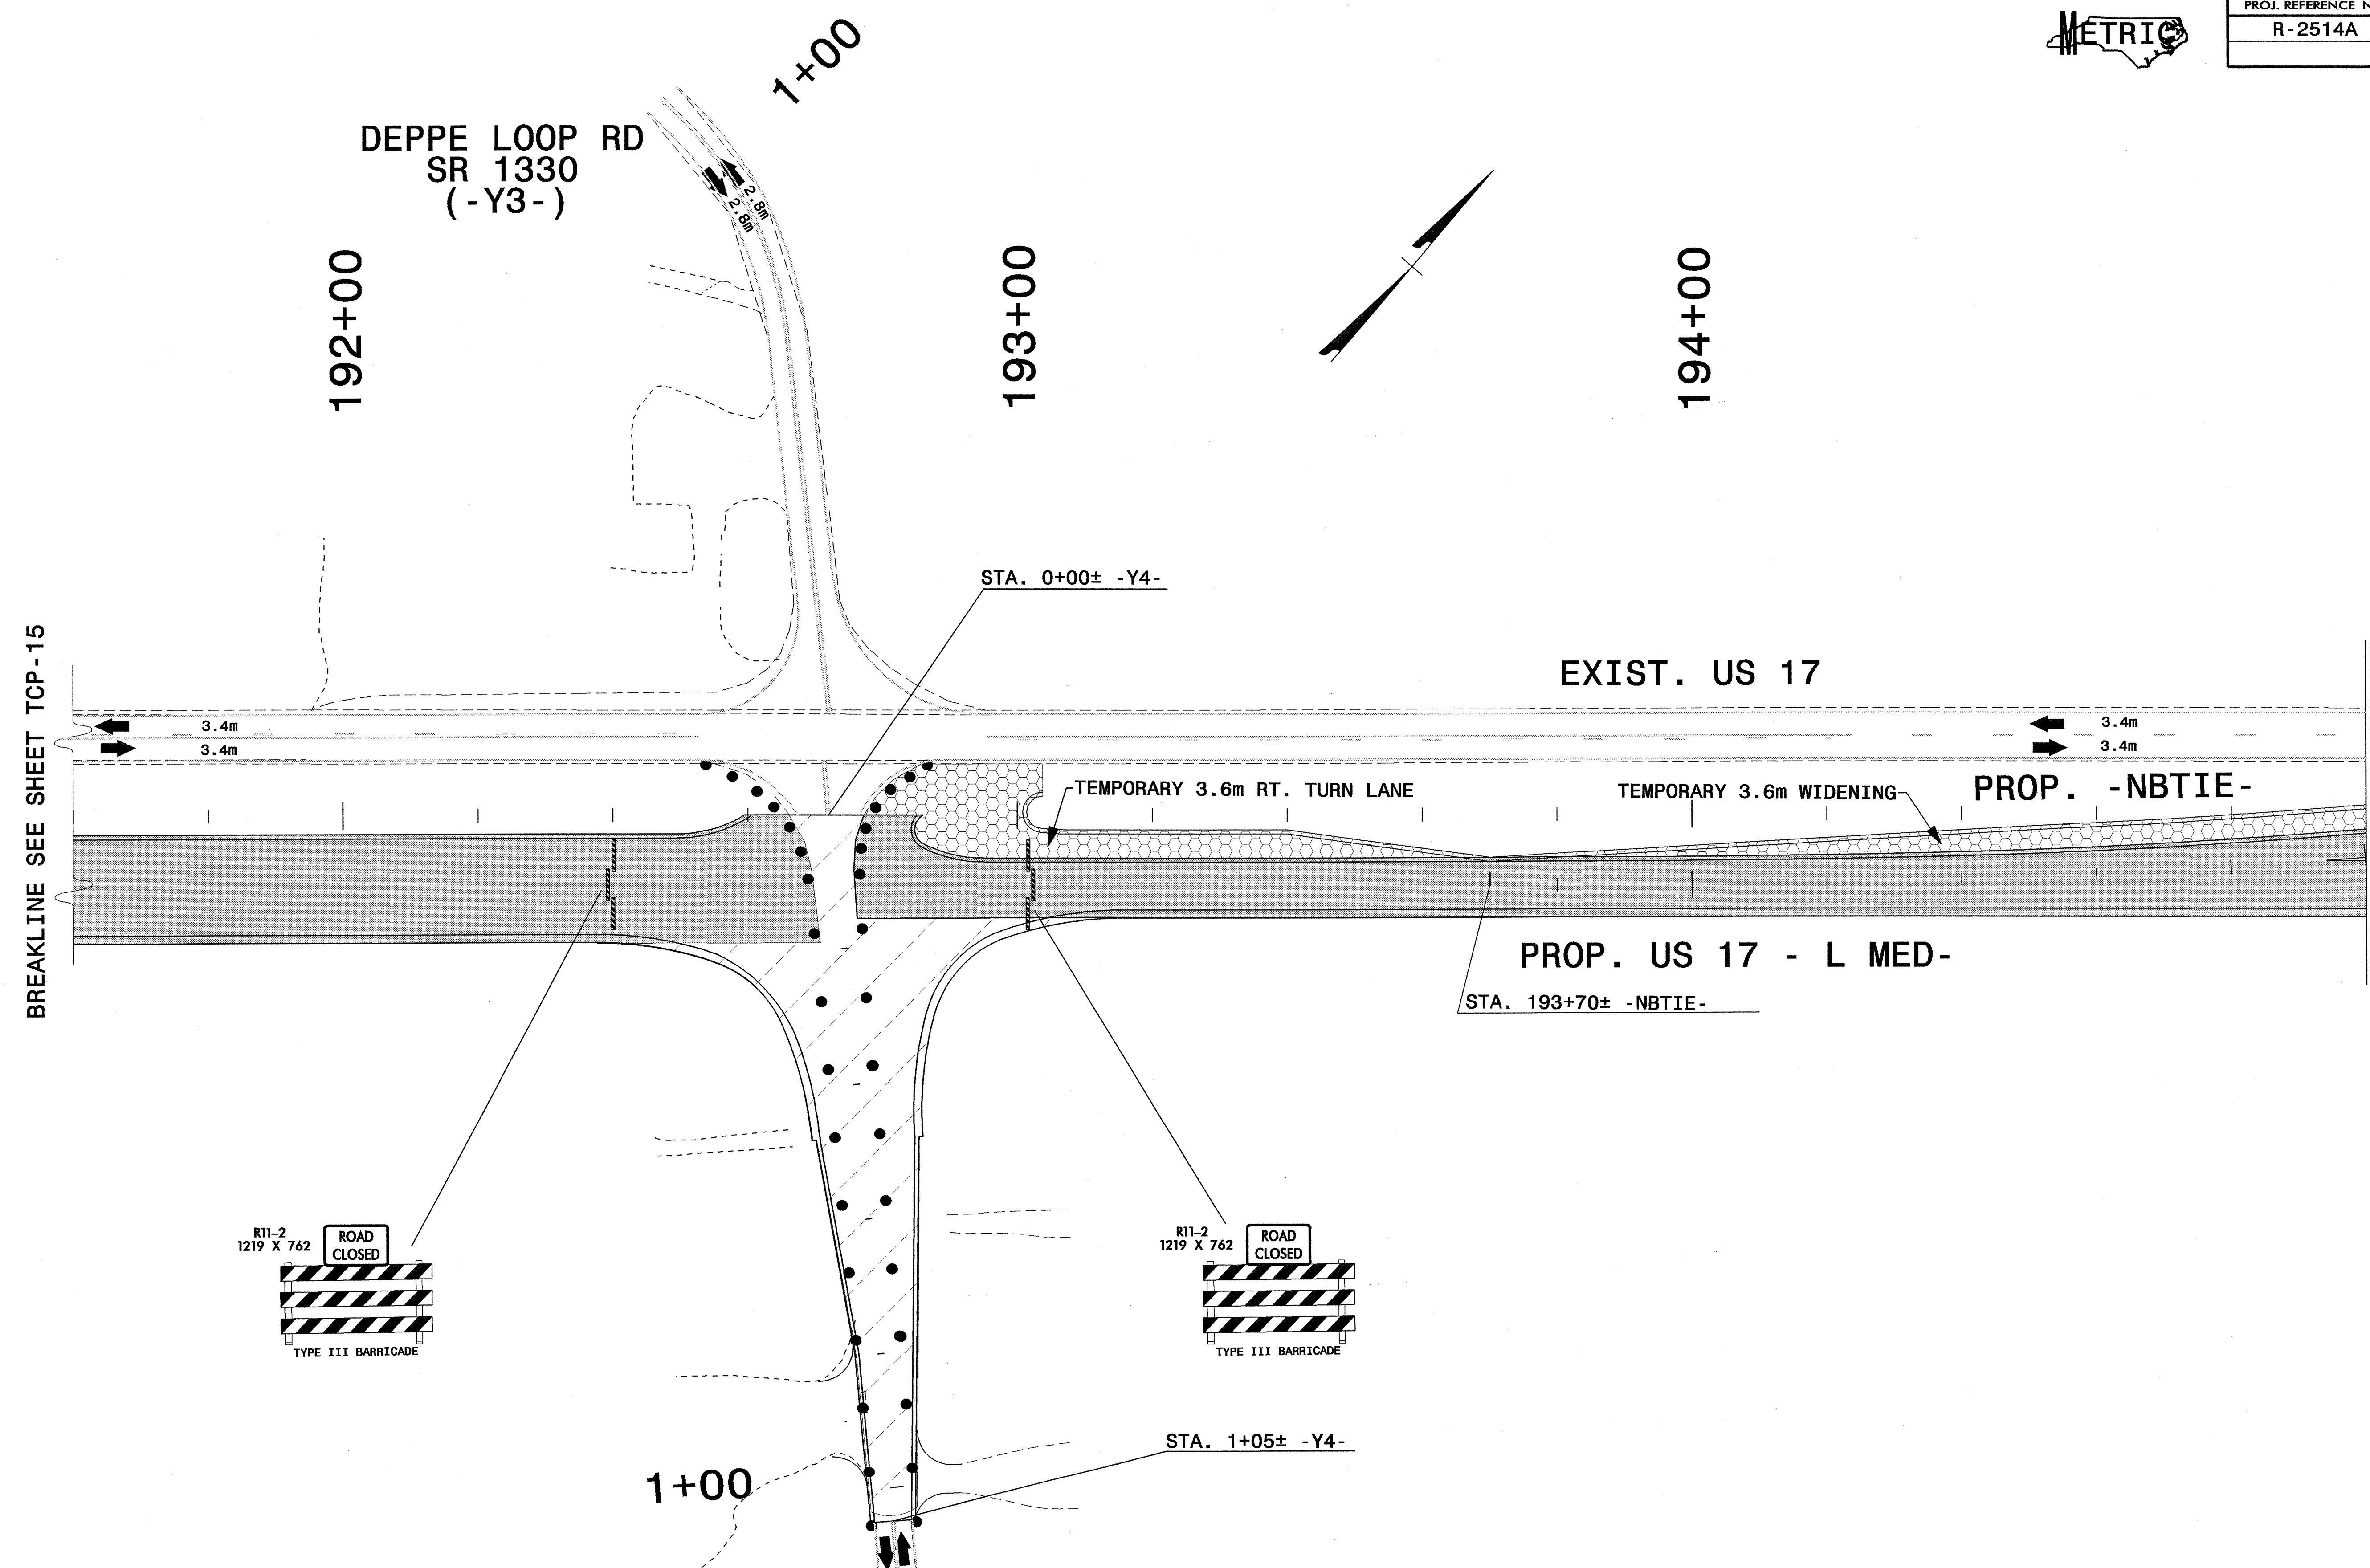 METRIC
PROJ. REFERENCE N
R-2514A
1+00
DEPPE LOOP RD
SR 1330
(-Y3-)
2.8m
2.8m
192+00
193+00
194+00
STA. 0+00± -Y4-
BREAKLINE SEE SHEET TCP-15
EXIST. US 17
3.4m
3.4m
3.4m
3.4m
TEMPORARY 3.6m RT. TURN LANE
TEMPORARY 3.6m WIDENING
PROP. -NBTIE-
PROP. US 17 - L MED-
STA. 193+70± -NBTIE-
R11-2
1219 X 762
ROAD
CLOSED
TYPE III BARRICADE
R11-2
1219 X 762
ROAD
CLOSED
TYPE III BARRICADE
STA. 1+05± -Y4-
1+00